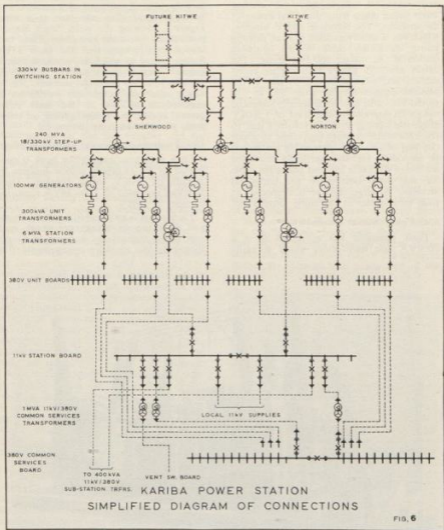 FUTURE KITWE
KITWE
330kV BUSBARS IN
SWITCHING STATION
SHERWOOD
NORTON
240 MVA
18/330kV STEP-UP
TRANSFORMERS
100MW GENERATORS
300kVA UNIT
TRANSFORMERS
6 MVA STATION
TRANSFORMERS
380V UNIT BOARDS
11kV STATION BOARD
1MVA 11kV/380V
COMMON SERVICES
TRANSFORMERS
LOCAL 11kV SUPPLIES
380V COMMON
SERVICES
BOARD
TO 400kVA
11kV/380V
SUB-STATION TRFRS.
VENT SW. BOARD
KARIBA POWER STATION
SIMPLIFIED DIAGRAM OF CONNECTIONS
FIG. 6